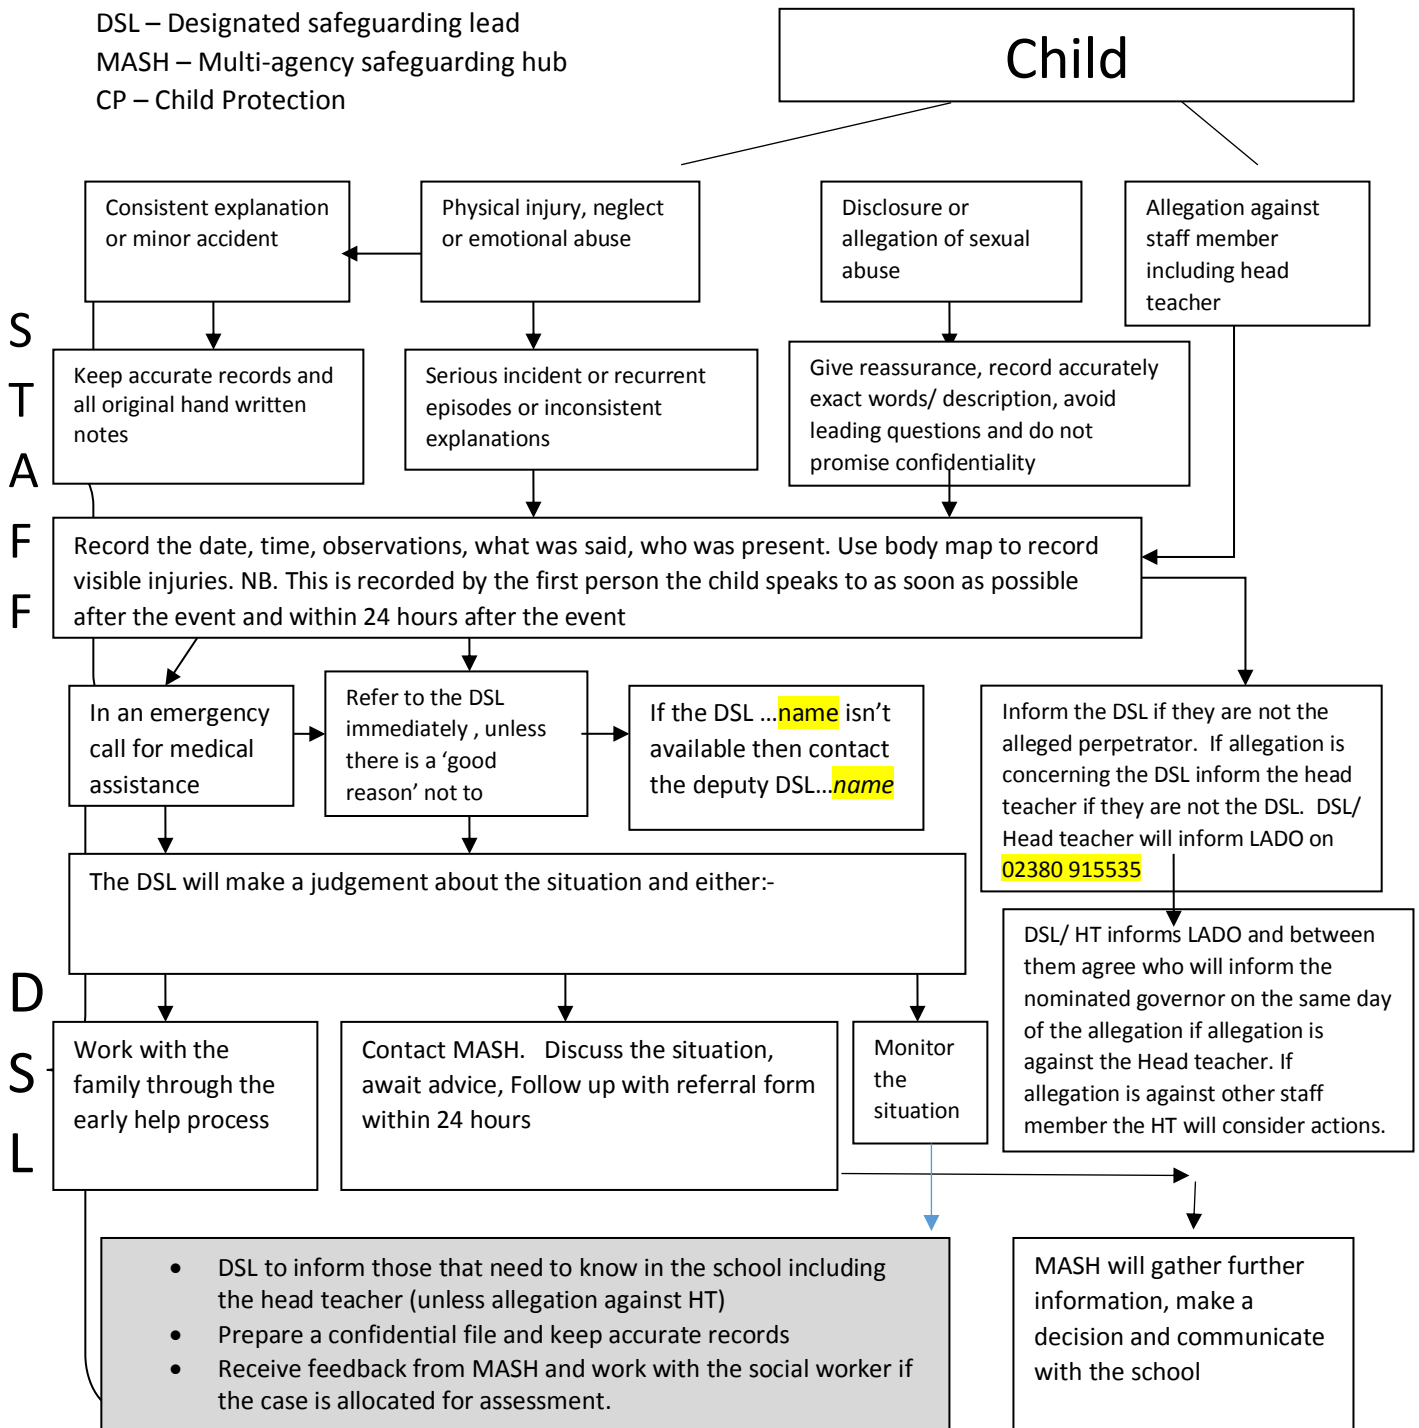 DSL – Designated safeguarding lead
MASH – Multi-agency safeguarding hub
CP – Child Protection
Child
Consistent explanation
or minor accident
Physical injury, neglect
or emotional abuse
Disclosure or
allegation of sexual
abuse
Allegation against
staff member
including head
teacher
S
T
A
F
F
Keep accurate records and
all original hand written
notes
Serious incident or recurrent
episodes or inconsistent
explanations
Give reassurance, record accurately
exact words/ description, avoid
leading questions and do not
promise confidentiality
Record the date, time, observations, what was said, who was present. Use body map to record
visible injuries. NB. This is recorded by the first person the child speaks to as soon as possible
after the event and within 24 hours after the event
In an emergency
call for medical
assistance
Refer to the DSL
immediately , unless
there is a ‘good
reason’ not to
If the DSL …name isn’t
available then contact
the deputy DSL…name
Inform the DSL if they are not the
alleged perpetrator.  If allegation is
concerning the DSL inform the head
teacher if they are not the DSL.  DSL/
Head teacher will inform LADO on
02380 915535
The DSL will make a judgement about the situation and either:-
DSL/ HT informs LADO and between
them agree who will inform the
nominated governor on the same day
of the allegation if allegation is
against the Head teacher. If
allegation is against other staff
member the HT will consider actions.
D
S
L
Work with the
family through the
early help process
Contact MASH.   Discuss the situation,
await advice, Follow up with referral form
within 24 hours
Monitor
the
situation
• DSL to inform those that need to know in the school including
the head teacher (unless allegation against HT)
• Prepare a confidential file and keep accurate records
• Receive feedback from MASH and work with the social worker if
the case is allocated for assessment.
MASH will gather further
information, make a
decision and communicate
with the school